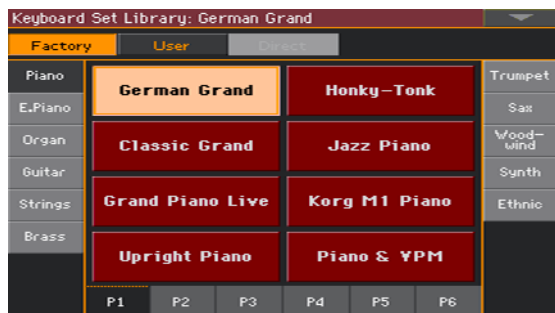 Keyboard Set Library: German Grand
Factory
User
Direct
Piano
E.Piano
Organ
Guitar
Strings
Brass
German Grand
Honky-Tonk
Classic Grand
Jazz Piano
Grand Piano Live
Korg M1 Piano
Upright Piano
Piano & VPM
Trumpet
Sax
Wood-
wind
Synth
Ethnic
P1
P2
P3
P4
P5
P6